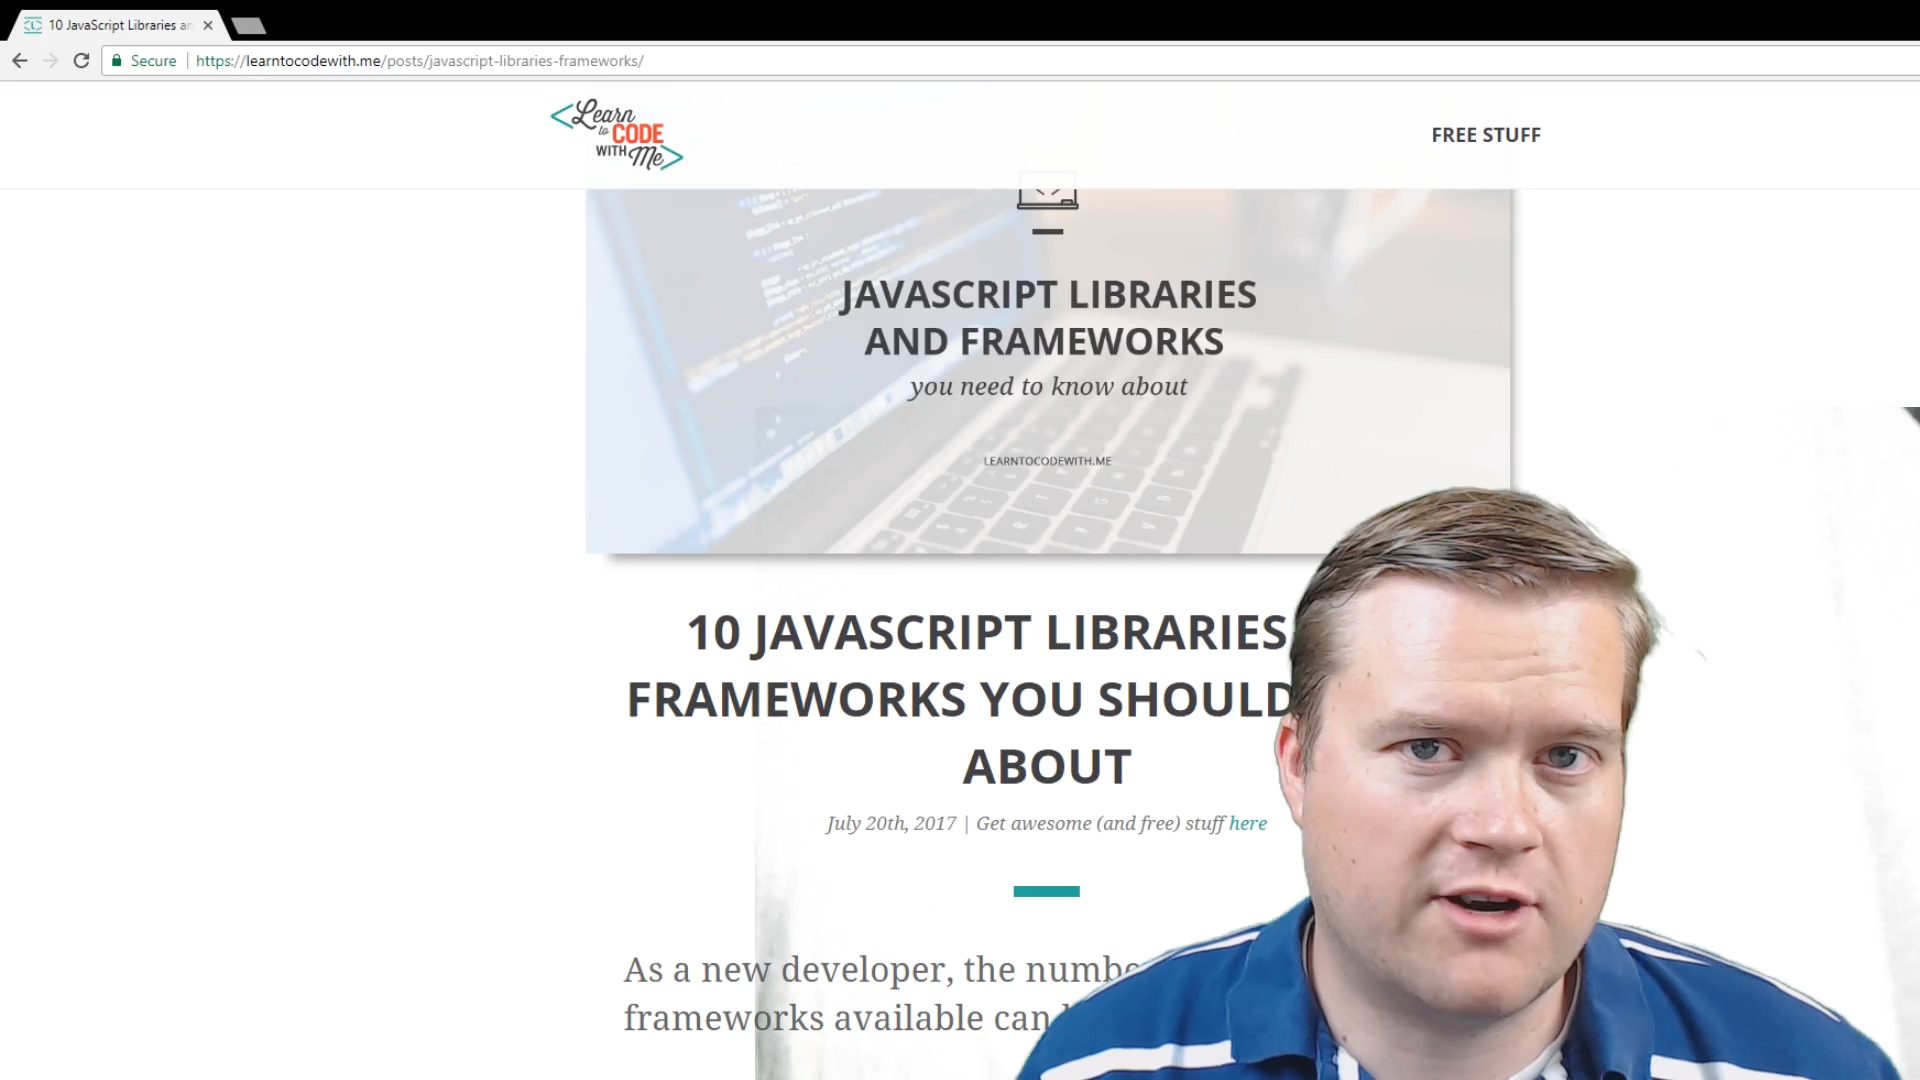 10 JavaScript Libraries an
Secure
https://learntocodewith.me/posts/javascript-libraries-frameworks/
Learn
to CODE
WITH Me
FREE STUFF
JAVASCRIPT LIBRARIES
AND FRAMEWORKS
you need to know about
LEARNTOCODEWITH.ME
10 JAVASCRIPT LIBRARIES
FRAMEWORKS YOU SHOULD
ABOUT
July 20th, 2017 | Get awesome (and free) stuff here
As a new developer, the numbe
frameworks available can